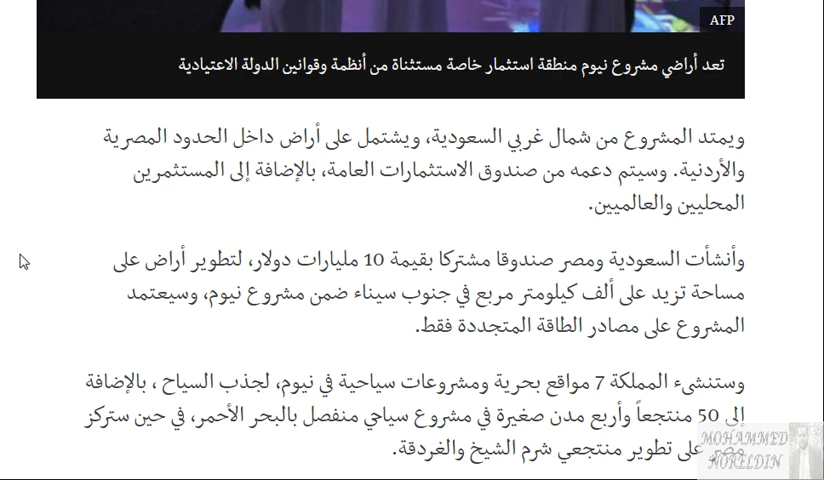 AFP
تعد أراضي مشروع نيوم منطقة استثمار خاصة مستثناة من أنظمة وقوانين الدولة الاعتيادية
ويمتد المشروع من شمال غربي السعودية، ويشتمل على أراض داخل الحدود المصرية
والأردنية. وسيتم دعمه من صندوق الاستثمارات العامة، بالإضافة إلى المستثمرين
المحليين والعالميين.
وأنشأت السعودية ومصر صندوقا مشتركا بقيمة 10 مليارات دولار، لتطوير أراض على
مساحة تزيد على ألف كيلومتر مربع في جنوب سيناء ضمن مشروع نيوم، وسيعتمد
المشروع على مصادر الطاقة المتجددة فقط.
وستنشىء المملكة 7 مواقع بحرية ومشروعات سياحية في نيوم، لجذب السياح ، بالإضافة
إلى 50 منتجعاً وأربع مدن صغيرة في مشروع سياحي منفصل بالبحر الأحمر، في حين ستركز
مصر على تطوير منتجعي شرم الشيخ والغردقة.
MOHAMMED
NORELDIN